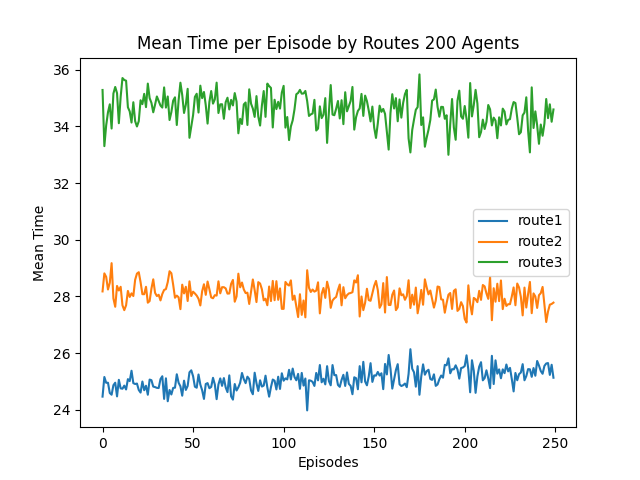 Mean Time per Episode by Routes 200 Agents
Mean Time
36
34
32
30
28
26
24
route1
route2
route3
0 50 100 150 200 250
Episodes